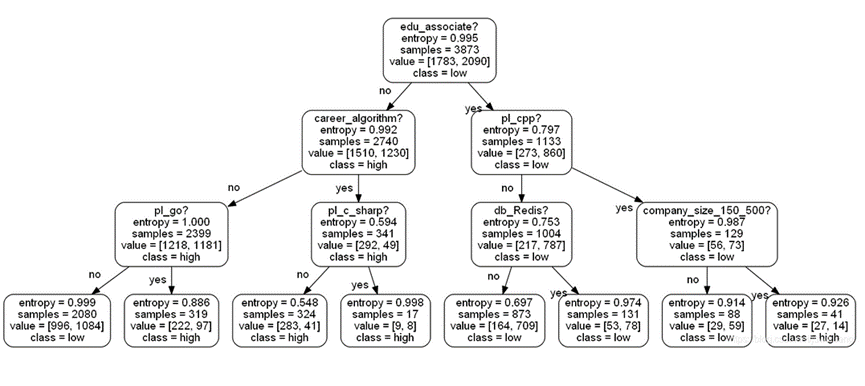 edu_associate?
entropy = 0.995
samples = 3873
value = [1783, 2090]
class = low
no
yes
career_algorithm?
entropy = 0.992
samples = 2740
value = [1510, 1230]
class = high
pl_cpp?
entropy = 0.797
samples = 1133
value = [273, 860]
class = low
no
yes
no
yes
pl_go?
entropy = 1.000
samples = 2399
value = [1218, 1181]
class = high
pl_c_sharp?
entropy = 0.594
samples = 341
value = [292, 49]
class = high
db_Redis?
entropy = 0.753
samples = 1004
value = [217, 787]
class = low
company_size_150_500?
entropy = 0.987
samples = 129
value = [56, 73]
class = low
no
yes
no
yes
no
yes
no
yes
entropy = 0.999
samples = 2080
value = [996, 1084]
class = low
entropy = 0.886
samples = 319
value = [222, 97]
class = high
entropy = 0.548
samples = 324
value = [283, 41]
class = high
entropy = 0.998
samples = 17
value = [9, 8]
class = high
entropy = 0.697
samples = 873
value = [164, 709]
class = low
entropy = 0.974
samples = 131
value = [53, 78]
class = low
entropy = 0.914
samples = 88
value = [29, 59]
class = low
entropy = 0.926
samples = 41
value = [27, 14]
class = high